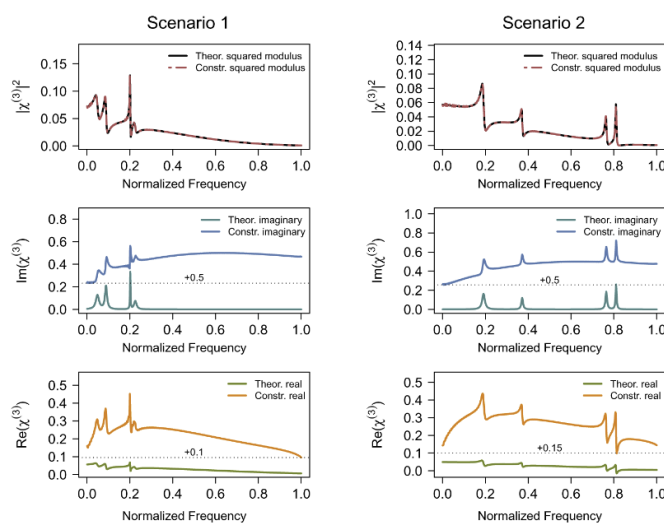 Scenario 1
Scenario 2
|χ⁽³⁾|²
0.15
0.10
0.05
0.00
Theor. squared modulus
Constr. squared modulus
0.0 0.2 0.4 0.6 0.8 1.0
Normalized Frequency
|χ⁽³⁾|²
0.14
0.12
0.10
0.08
0.06
0.04
0.02
0.00
Theor. squared modulus
Constr. squared modulus
0.0 0.2 0.4 0.6 0.8 1.0
Normalized Frequency
Im(χ⁽³⁾)
0.8
0.6
0.4
0.2
0.0
Theor. imaginary
Constr. imaginary
+0.5
0.0 0.2 0.4 0.6 0.8 1.0
Normalized Frequency
Im(χ⁽³⁾)
1.0
0.8
0.6
0.4
0.2
0.0
Theor. imaginary
Constr. imaginary
+0.5
0.0 0.2 0.4 0.6 0.8 1.0
Normalized Frequency
Re(χ⁽³⁾)
0.5
0.4
0.3
0.2
0.1
0.0
Theor. real
Constr. real
+0.1
0.0 0.2 0.4 0.6 0.8 1.0
Normalized Frequency
Re(χ⁽³⁾)
0.5
0.4
0.3
0.2
0.1
0.0
Theor. real
Constr. real
+0.15
0.0 0.2 0.4 0.6 0.8 1.0
Normalized Frequency